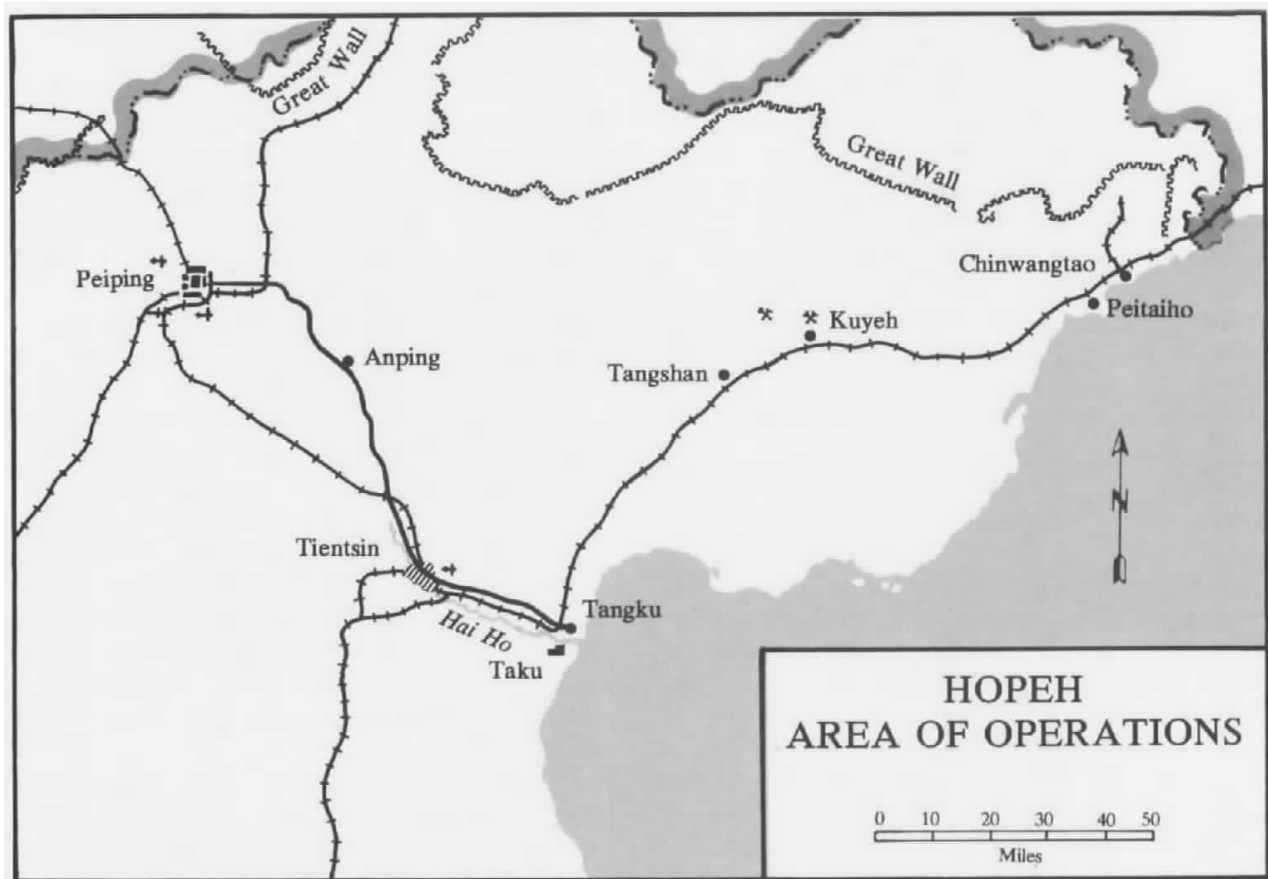 Great Wall
Great Wall
Peiping
Chinwangtao
Peitaiho
Kuyeh
Anping
Tangshan
N
Tientsin
Tangku
Hai Ho
Taku
HOPEH
AREA OF OPERATIONS
0 10 20 30 40 50
Miles